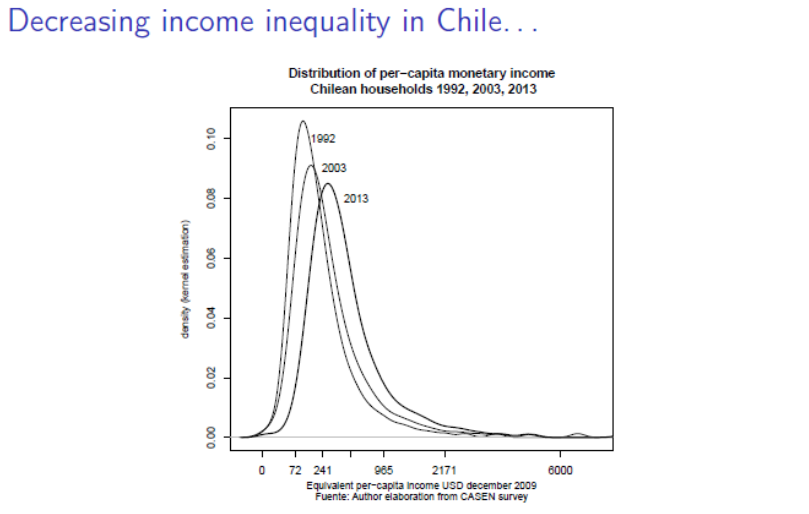 Decreasing income inequality in Chile...
Distribution of per−capita monetary income
Chilean households 1992, 2003, 2013
density (kernel estimation)
0.10
0.08
0.06
0.04
0.02
0.00
1992
2003
2013
0 72 241 965 2171 6000
Equivalent per-capita Income USD december 2009
Fuente: Author elaboration from CASEN survey